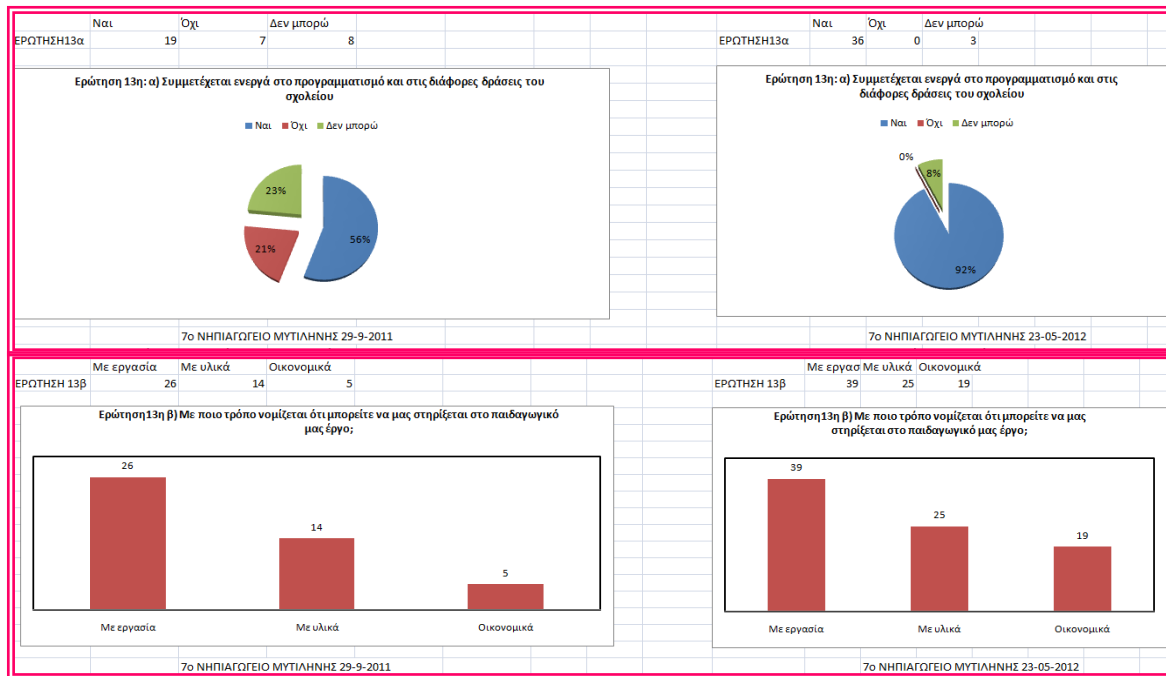 Ναι Όχι Δεν μπορώ
ΕΡΩΤΗΣΗ13α 19 7 8
Ερώτηση 13η: α) Συμμετέχεται ενεργά στο προγραμματισμό και στις διάφορες δράσεις του
σχολείου
Ναι Όχι Δεν μπορώ
23%
56%
21%
7ο ΝΗΠΙΑΓΩΓΕΙΟ ΜΥΤΙΛΗΝΗΣ 29-9-2011
Ναι Όχι Δεν μπορώ
ΕΡΩΤΗΣΗ13α 36 0 3
Ερώτηση 13η: α) Συμμετέχεται ενεργά στο προγραμματισμό και στις
διάφορες δράσεις του σχολείου
Ναι Όχι Δεν μπορώ
0%
8%
92%
7ο ΝΗΠΙΑΓΩΓΕΙΟ ΜΥΤΙΛΗΝΗΣ 23-05-2012
Με εργασία Με υλικά Οικονομικά
ΕΡΩΤΗΣΗ 13β 26 14 5
Ερώτηση13η β) Με ποιο τρόπο νομίζεται ότι μπορείτε να μας στηρίξεται στο παιδαγωγικό
μας έργο;
26
14
5
Με εργασία Με υλικά Οικονομικά
7ο ΝΗΠΙΑΓΩΓΕΙΟ ΜΥΤΙΛΗΝΗΣ 29-9-2011
Με εργασ Με υλικά Οικονομικά
ΕΡΩΤΗΣΗ 13β 39 25 19
Ερώτηση13η β) Με ποιο τρόπο νομίζεται ότι μπορείτε να μας
στηρίξεται στο παιδαγωγικό μας έργο;
39
25
19
Με εργασία Με υλικά Οικονομικά
7ο ΝΗΠΙΑΓΩΓΕΙΟ ΜΥΤΙΛΗΝΗΣ 23-05-2012